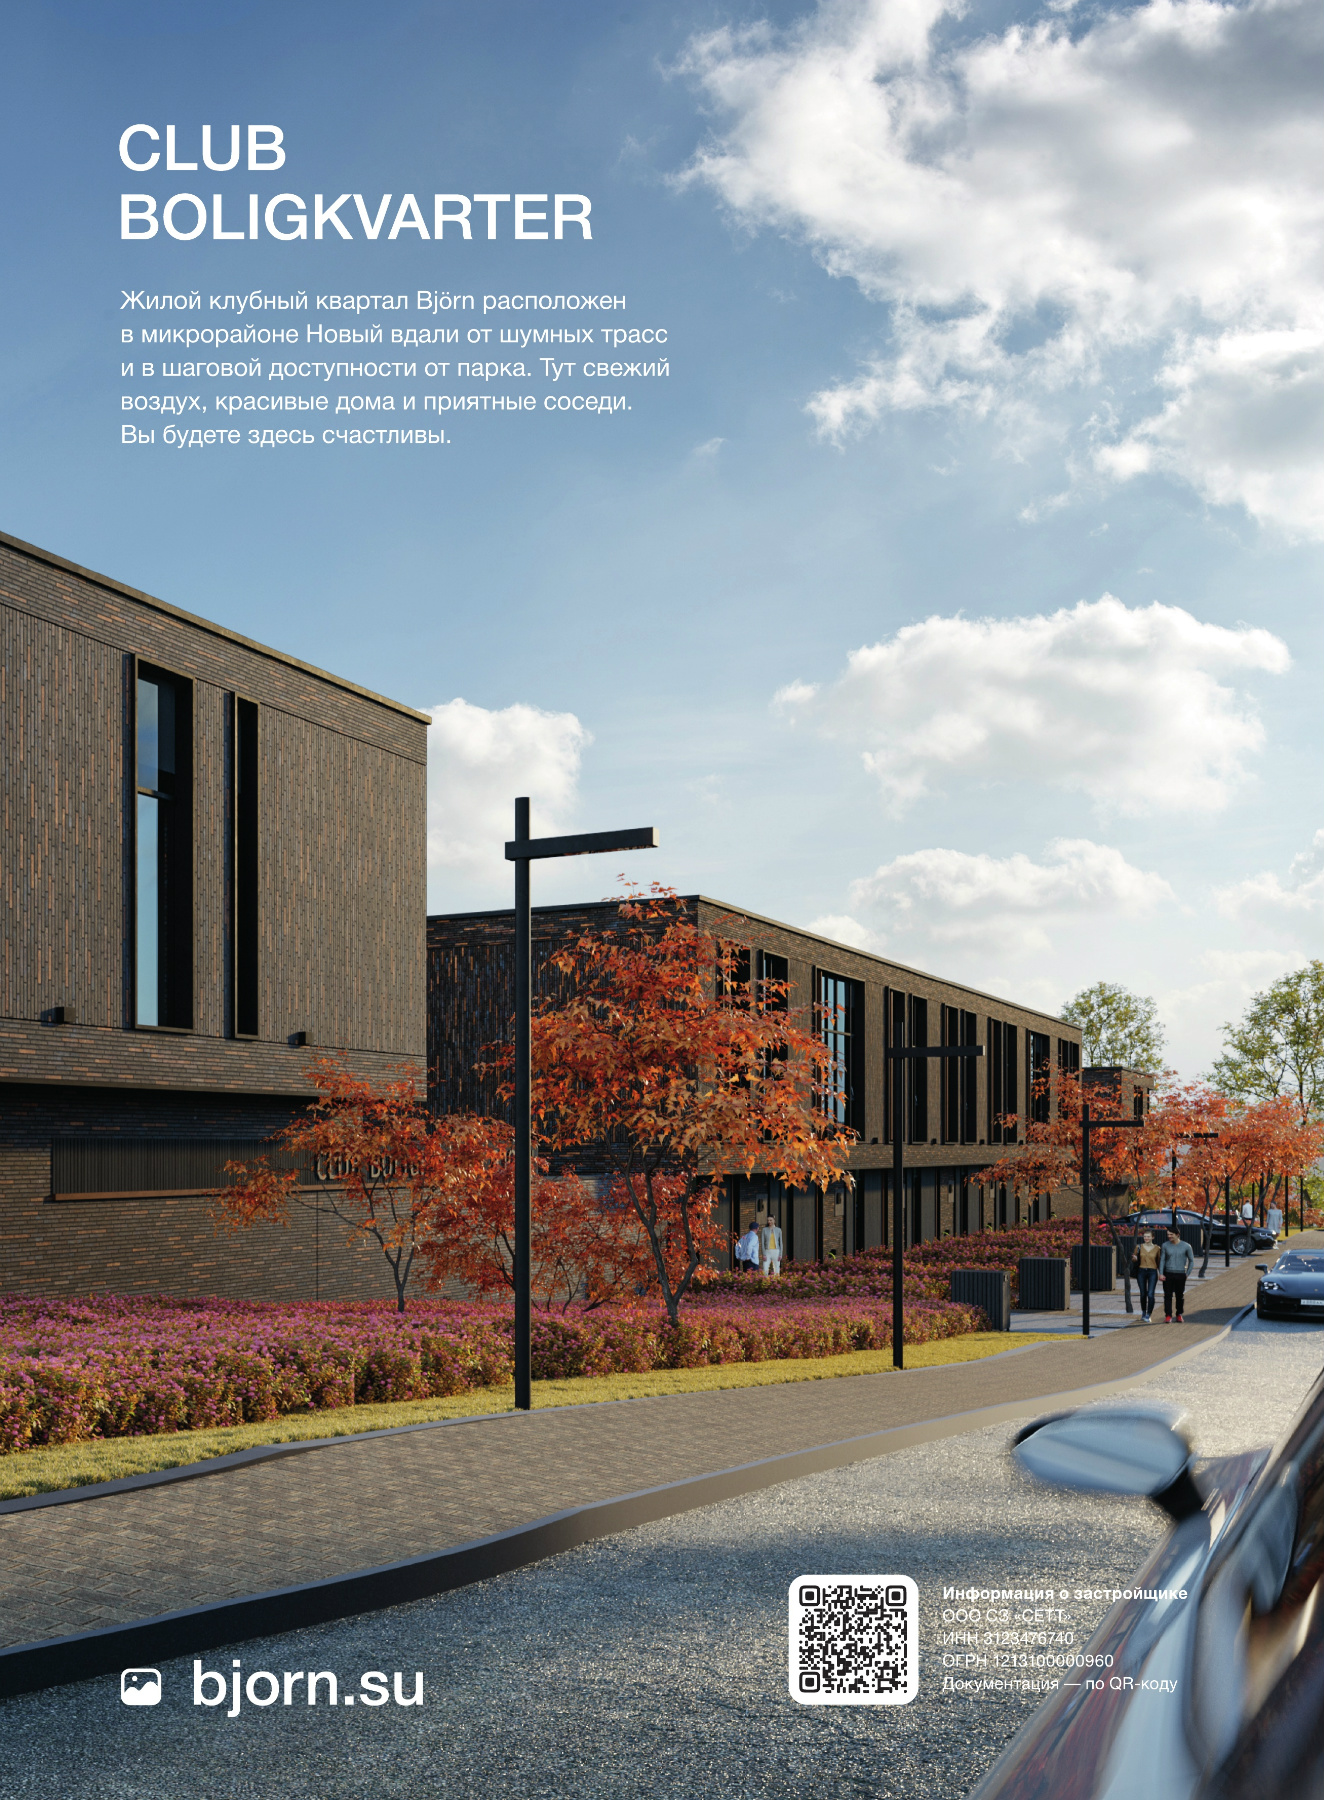 CLUB
BOLIGKVARTER
Жилой клубный квартал Björn расположен
в микрорайоне Новый вдали от шумных трасс
и в шаговой доступности от парка. Тут свежий
воздух, красивые дома и приятные соседи.
Вы будете здесь счастливы.
Информация о застройщике
ООО СЗ «СЕТТ»
ИНН 3123476740
ОГРН 1213100000960
Документация — по QR-коду
bjorn.su